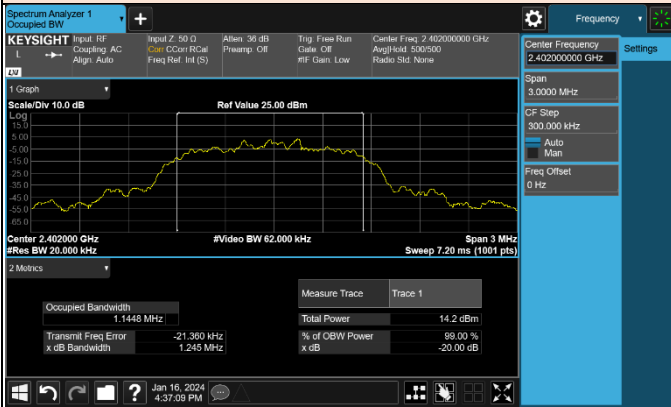 Spectrum Analyzer 1
Occupied BW
+
Frequency
KEYSIGHT
L
LXI
Input: RF
Coupling: AC
Align: Auto
Input Z: 50 Ω
Corr CCorr RCal
Freq Ref: Int (S)
Atten: 36 dB
Preamp: Off
Trig: Free Run
Gate: Off
#IF Gain: Low
Center Freq: 2.402000000 GHz
Avg|Hold: 500/500
Radio Std: None
Center Frequency
2.402000000 GHz
Settings
Span
3.0000 MHz
CF Step
300.000 kHz
Auto
Man
Freq Offset
0 Hz
1 Graph
Scale/Div 10.0 dB
Ref Value 25.00 dBm
Log
15.0
5.00
-5.00
-15.0
-25.0
-35.0
-45.0
-55.0
-65.0
Center 2.402000 GHz
#Video BW 62.000 kHz
Span 3 MHz
#Res BW 20.000 kHz
Sweep 7.20 ms (1001 pts)
2 Metrics
Measure Trace
Trace 1
Occupied Bandwidth
1.1448 MHz
Total Power
14.2 dBm
Transmit Freq Error
-21.360 kHz
% of OBW Power
99.00 %
x dB Bandwidth
1.245 MHz
x dB
-20.00 dB
?
Jan 16, 2024
4:37:09 PM